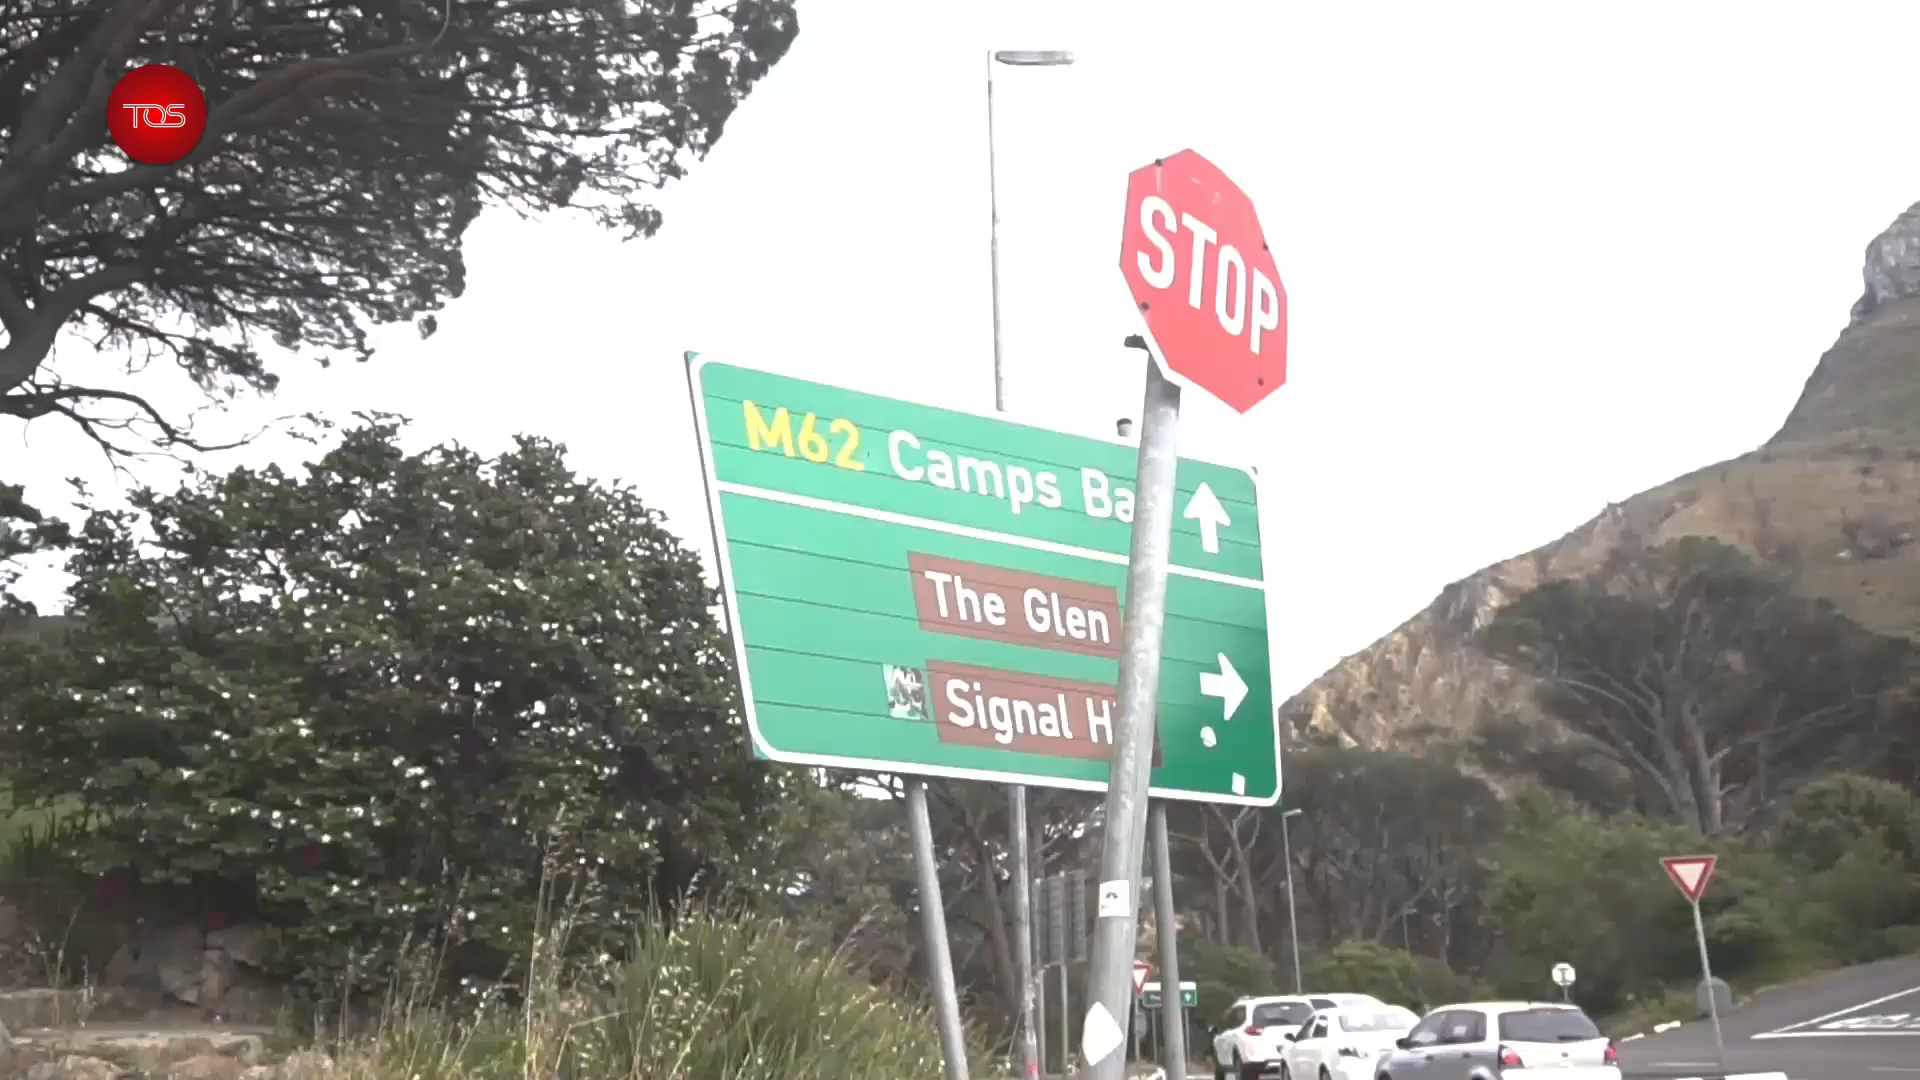 TQS
STOP
M62 Camps Ba
The Glen
Signal H